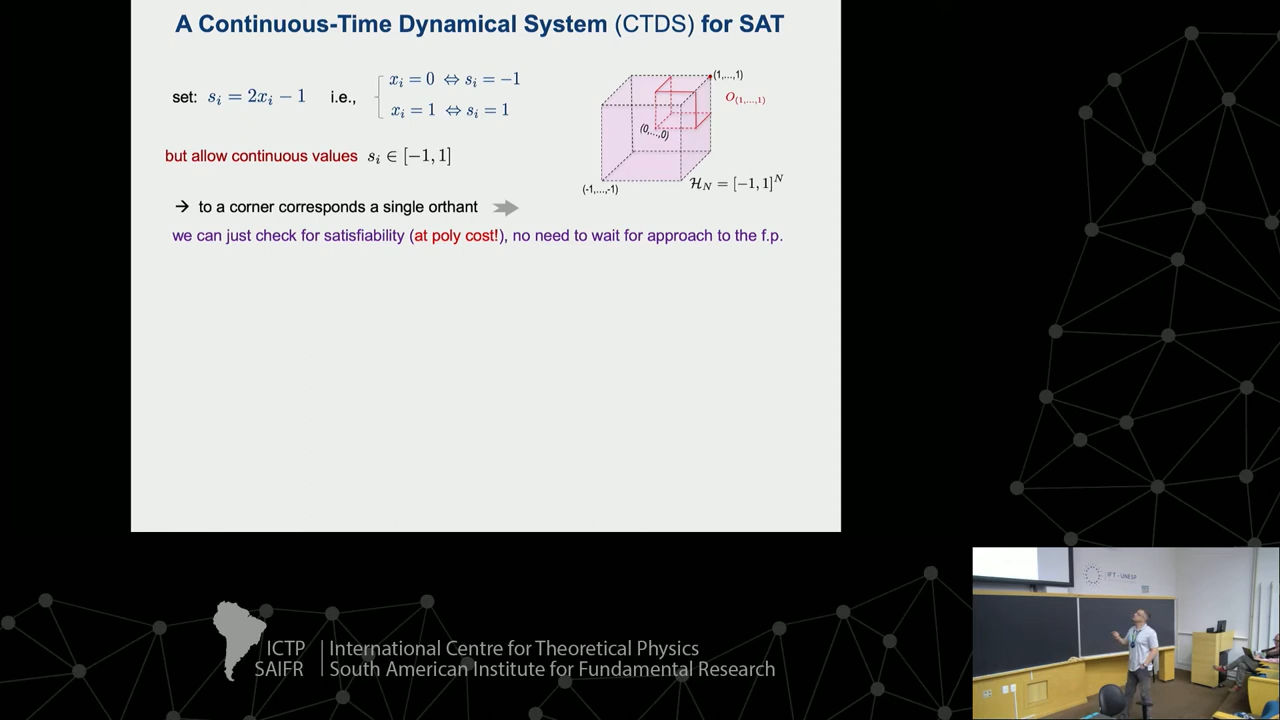 A Continuous-Time Dynamical System (CTDS) for SAT
set: sᵢ = 2xᵢ − 1 i.e.,
xᵢ = 0 ⇔ sᵢ = −1
xᵢ = 1 ⇔ sᵢ = 1
(1,...,1)
O(1,...,1)
(0,...,0)
(-1,...,-1)
ℋ_N = [−1, 1]^N
but allow continuous values sᵢ ∈ [−1, 1]
→ to a corner corresponds a single orthant
we can just check for satisfiability (at poly cost!), no need to wait for approach to the f.p.
IFT - UNESP
ICTP
SAIFR
International Centre for Theoretical Physics
South American Institute for Fundamental Research